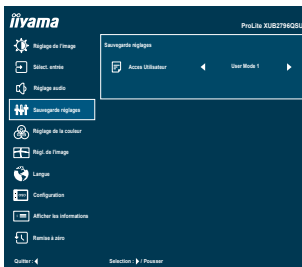 iiyama
ProLite XUB2796QSU
Réglage de l'image
Sélect. entrée
Réglage audio
Sauvegarde réglages
Réglage de la couleur
Régl. de l'image
Langue
Configuration
Afficher les informations
Remise à zéro
Sauvegarde réglages
Accus Utilisateur
User Mode 1
Quitter :
Sélection : / Pousser